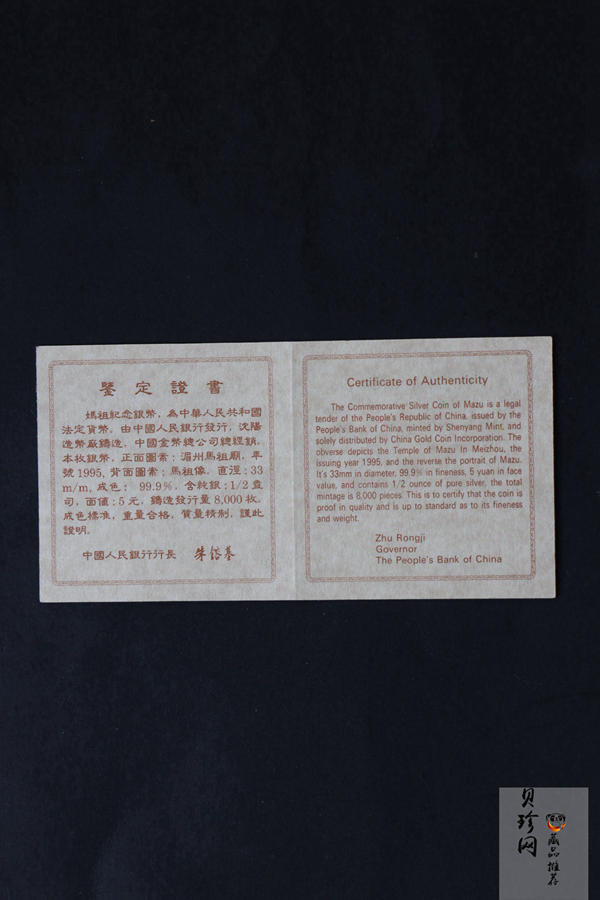 鑒定證書
媽祖紀念銀幣，為中華人民共和國
法定貨幣，由中國人民銀行發行，沈陽
造幣廠鑄造，中國金幣總公司總經銷。
本枚銀幣，正面圖案：湄州馬祖廟，年
號1995，背面圖案：馬祖像，直涇：33
m/m，成色：99.9%，含純銀：1/2盎
司，面值：5元，鑄造發行量8,000枚。
成色標准，重量合格，質量精制，謹此
證明。
中國人民銀行行長 朱鎔基
Certificate of Authenticity
The Commemorative Silver Coin of Mazu is a legal
tender of the People's Republic of China, issued by the
People's Bank of China, minted by Shenyang Mint, and
solely distributed by China Gold Coin Incorporation. The
obverse depicts the Temple of Mazu In Meizhou, the
issuing year 1995, and the reverse the portrait of Mazu.
It's 33mm in diameter, 99.9% in fineness, 5 yuan in face
value, and contains 1/2 ounce of pure silver, the total
mintage is 8,000 pieces. This is to certify that the coin is
proof in quality and is up to standard as to its fineness
and weight.
Zhu Rongji
Governor
The People's Bank of China
贝珍网
藏品推荐